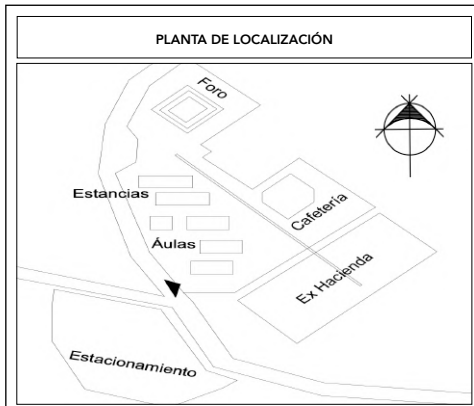 PLANTA DE LOCALIZACIÓN
Foro
Estancias
Cafetería
Áulas
Ex Hacienda
Estacionamiento